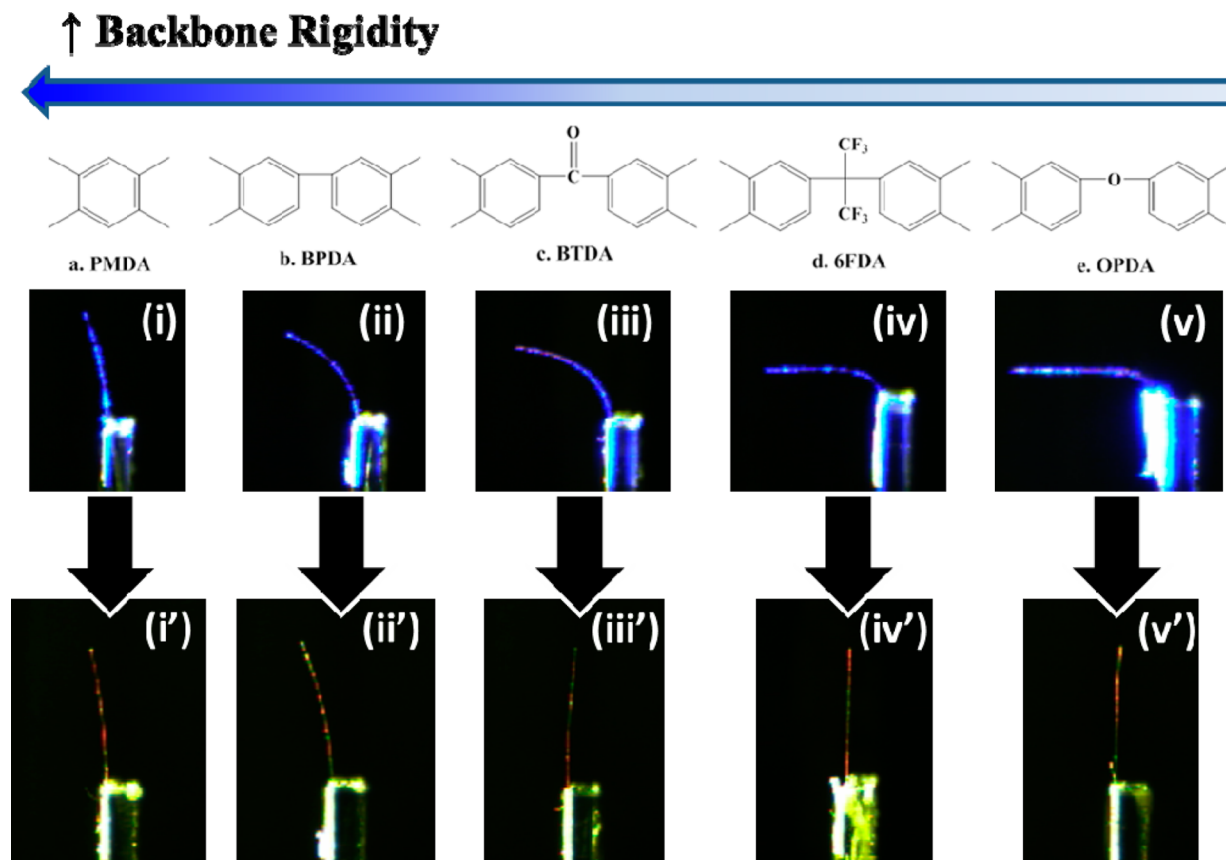 ↑ Backbone Rigidity
O
C
CF3
CF3
O
a. PMDA
b. BPDA
c. BTDA
d. 6FDA
e. OPDA
(i)
(ii)
(iii)
(iv)
(v)
(i')
(ii')
(iii')
(iv')
(v')